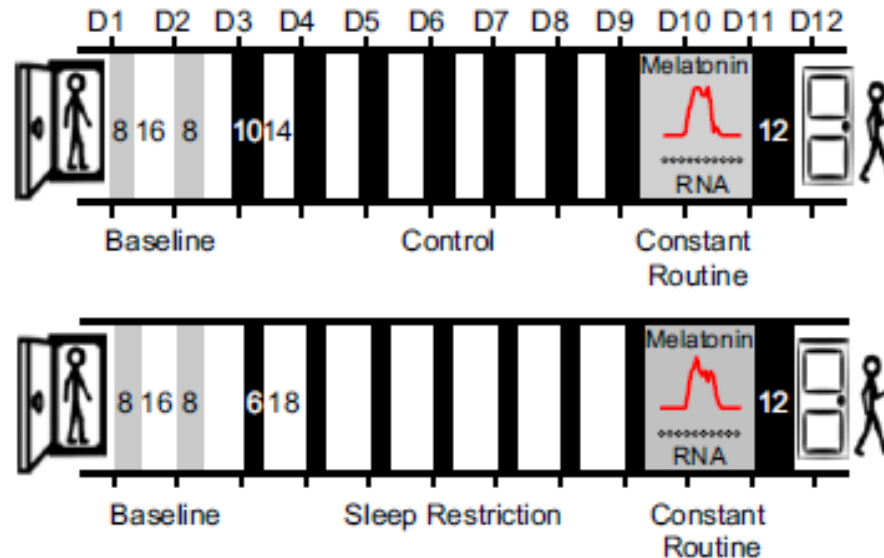 D1 D2 D3 D4 D5 D6 D7 D8 D9 D10 D11 D12
Melatonin
8 16 8 10 14 12
RNA
Baseline Control Constant
Routine
Melatonin
8 16 8 6 18 12
RNA
Baseline Sleep Restriction Constant
Routine